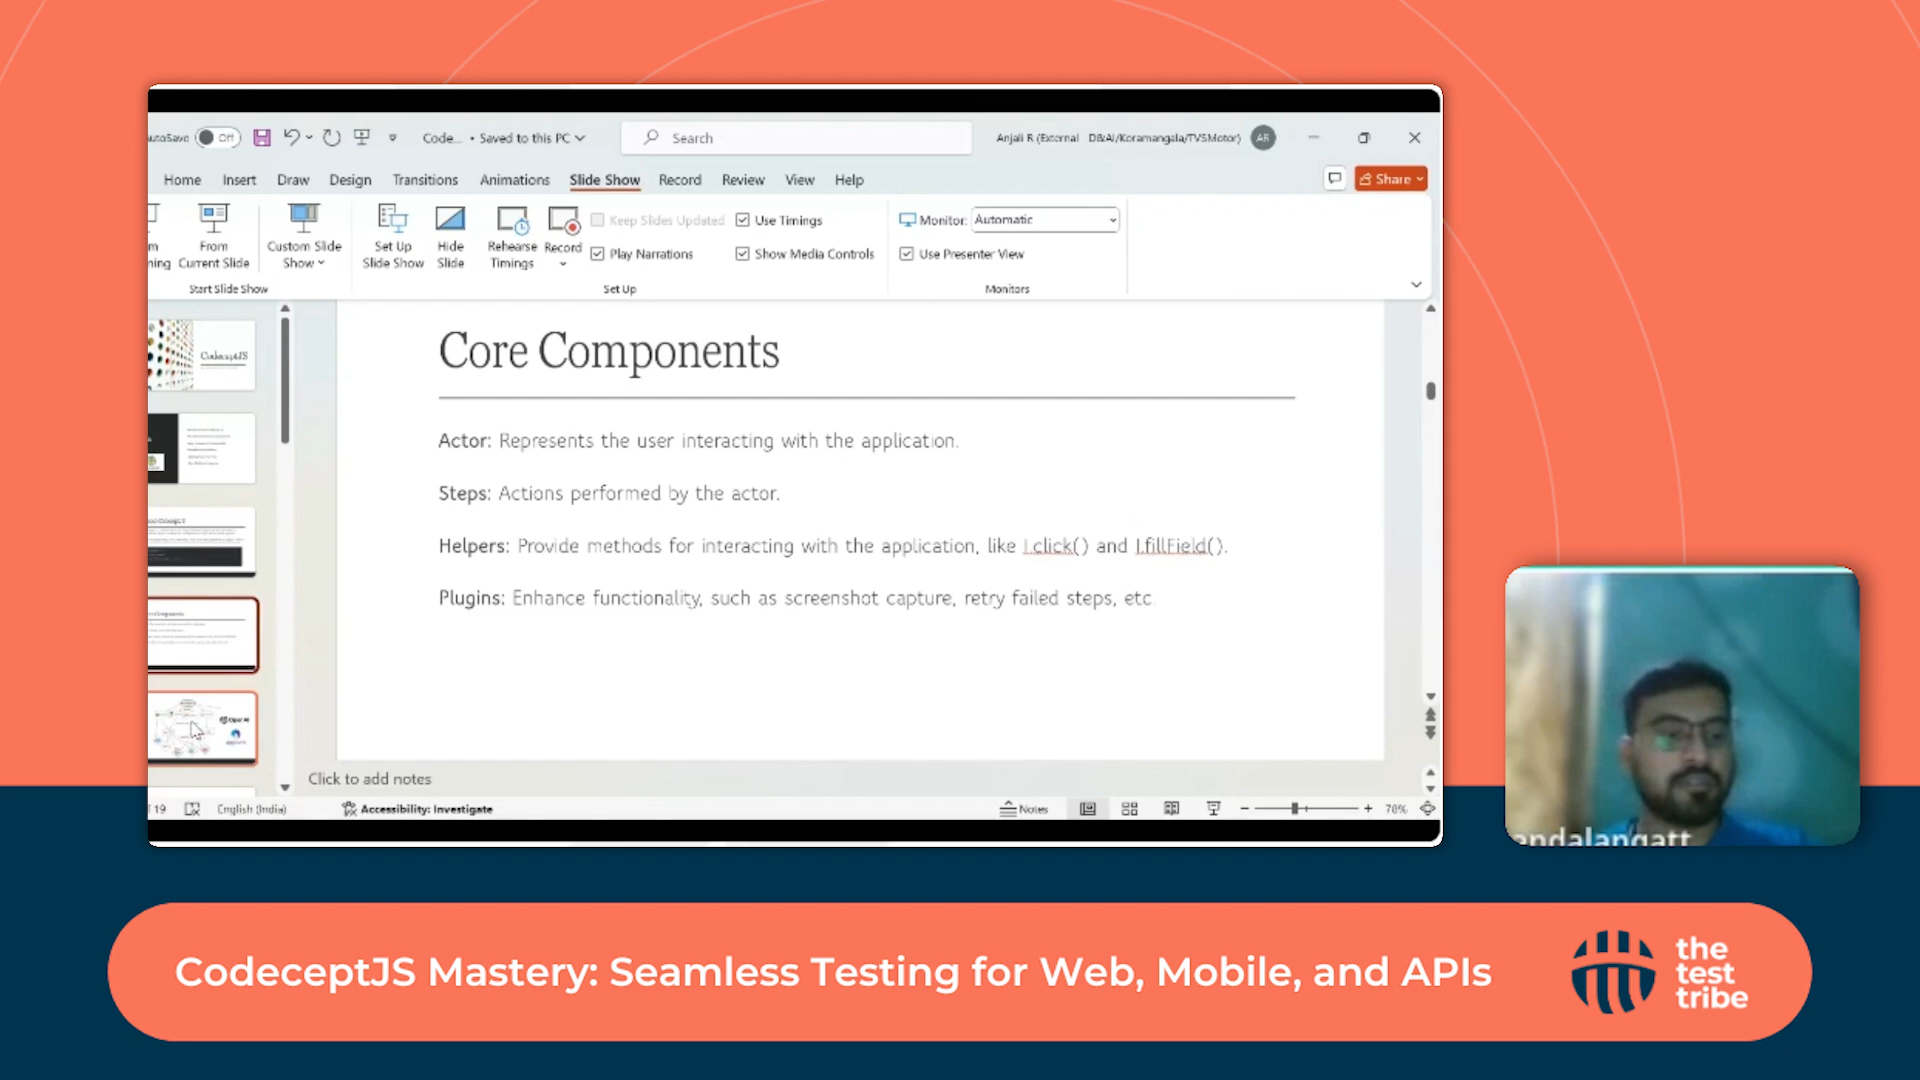 AutoSave Off Code... • Saved to this PC Search Anjali R (External D&AI/Koramangala/TVSMotor) AR
Home Insert Draw Design Transitions Animations Slide Show Record Review View Help Share
From Current Slide
Custom Slide Show
Set Up Slide Show
Hide Slide
Rehearse Timings
Record
Keep Slides Updated
Play Narrations
Use Timings
Show Media Controls
Monitor: Automatic
Use Presenter View
Start Slide Show Set Up Monitors
CodeceptJS
Core Components
Actor: Represents the user interacting with the application.
Steps: Actions performed by the actor.
Helpers: Provide methods for interacting with the application, like I.click() and I.fillField().
Plugins: Enhance functionality, such as screenshot capture, retry failed steps, etc.
Click to add notes
19 English (India) Accessibility: Investigate Notes 78%
andalangatt
CodeceptJS Mastery: Seamless Testing for Web, Mobile, and APIs
the
test
tribe